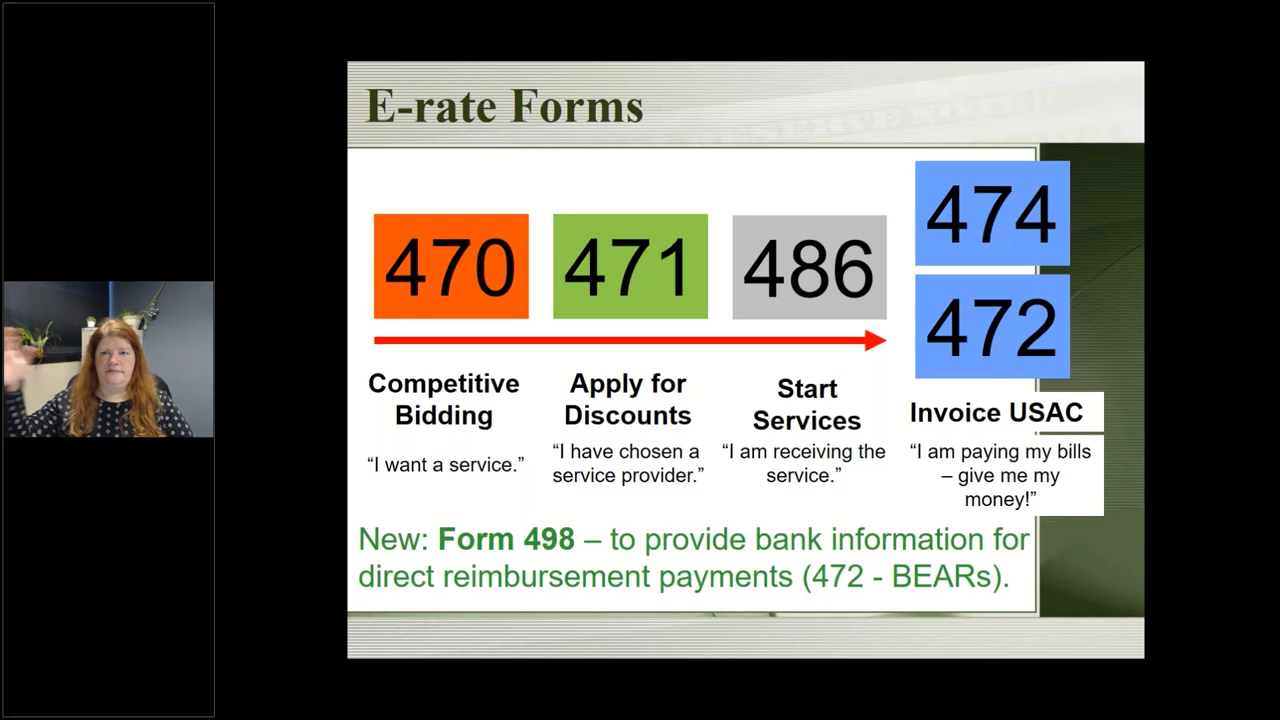 E-rate Forms
470
471
486
474
472
Competitive
Bidding
"I want a service."
Apply for
Discounts
"I have chosen a
service provider."
Start
Services
"I am receiving the
service."
Invoice USAC
"I am paying my bills
– give me my
money!"
New: Form 498 – to provide bank information for
direct reimbursement payments (472 - BEARs).